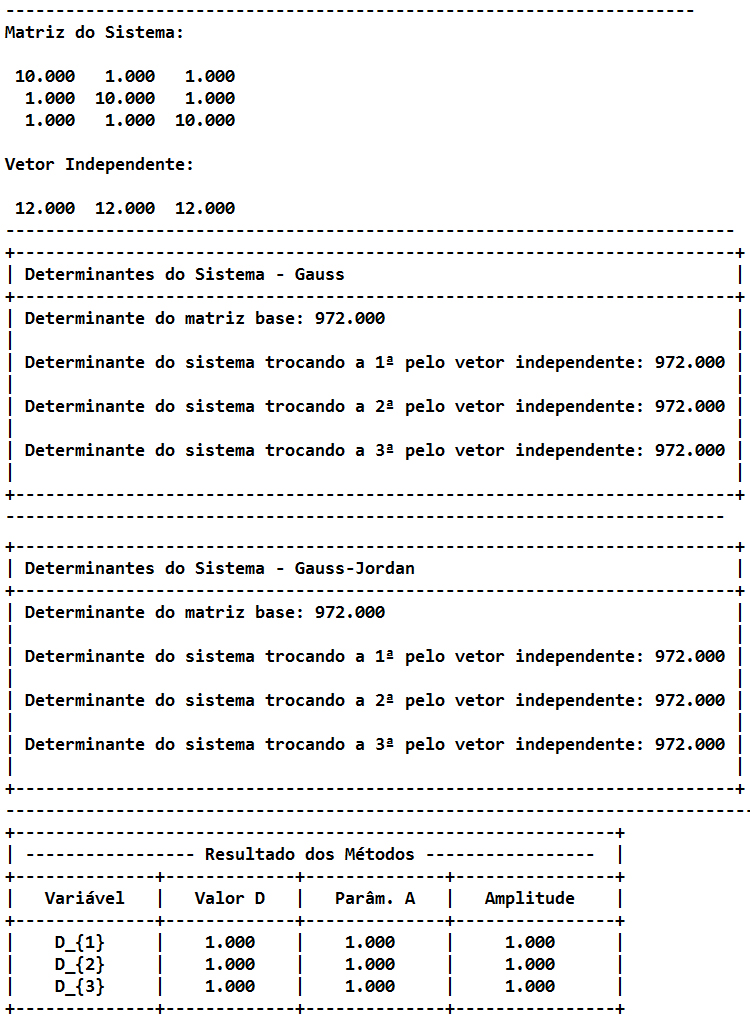 ---------------------------------------------------------------------
Matriz do Sistema:

 10.000   1.000   1.000
  1.000  10.000   1.000
  1.000   1.000  10.000

Vetor Independente:

 12.000  12.000  12.000
-------------------------------------------------------------------------
+------------------------------------------------------------------------+
| Determinantes do Sistema - Gauss                                       |
+------------------------------------------------------------------------+
| Determinante do matriz base: 972.000                                   |
|                                                                        |
| Determinante do sistema trocando a 1ª pelo vetor independente: 972.000 |
|                                                                        |
| Determinante do sistema trocando a 2ª pelo vetor independente: 972.000 |
|                                                                        |
| Determinante do sistema trocando a 3ª pelo vetor independente: 972.000 |
|                                                                        |
+------------------------------------------------------------------------+
------------------------------------------------------------------------
+------------------------------------------------------------------------+
| Determinantes do Sistema - Gauss-Jordan                                |
+------------------------------------------------------------------------+
| Determinante do matriz base: 972.000                                   |
|                                                                        |
| Determinante do sistema trocando a 1ª pelo vetor independente: 972.000 |
|                                                                        |
| Determinante do sistema trocando a 2ª pelo vetor independente: 972.000 |
|                                                                        |
| Determinante do sistema trocando a 3ª pelo vetor independente: 972.000 |
|                                                                        |
+------------------------------------------------------------------------+
---------------------------------------------------------------------------
+------------------------------------------------------------+
| ----------------- Resultado dos Métodos -----------------  |
+--------------+-------------+--------------+----------------+
|   Variável   |   Valor D   |   Parâm. A   |   Amplitude    |
+--------------+-------------+--------------+----------------+
|    D_{1}     |    1.000    |    1.000     |     1.000      |
|    D_{2}     |    1.000    |    1.000     |     1.000      |
|    D_{3}     |    1.000    |    1.000     |     1.000      |
+--------------+-------------+--------------+----------------+